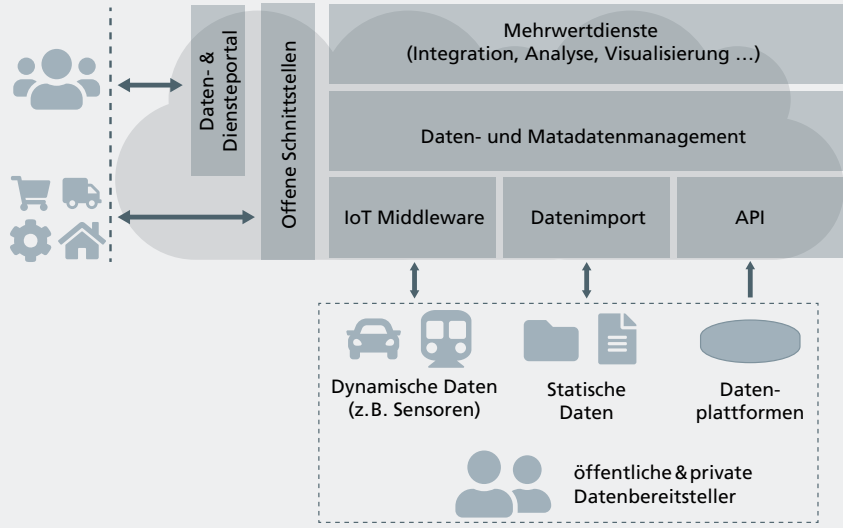 Daten- &
Diensteportal
Offene Schnittstellen
Mehrwertdienste
(Integration, Analyse, Visualisierung …)
Daten- und Matadatenmanagement
IoT Middleware
Datenimport
API
Dynamische Daten
(z.B. Sensoren)
Statische
Daten
Daten-
plattformen
öffentliche & private
Datenbereitsteller